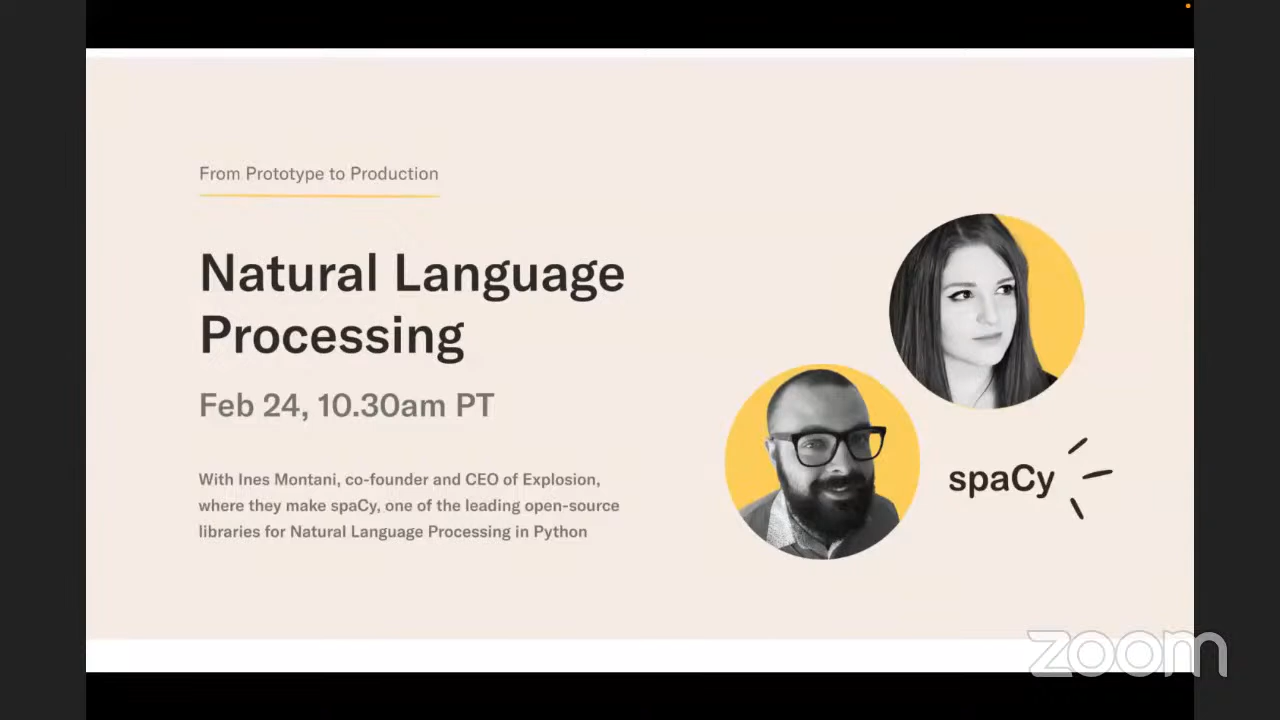 From Prototype to Production
Natural Language
Processing
Feb 24, 10.30am PT
With Ines Montani, co-founder and CEO of Explosion,
where they make spaCy, one of the leading open-source
libraries for Natural Language Processing in Python
spaCy
zoom